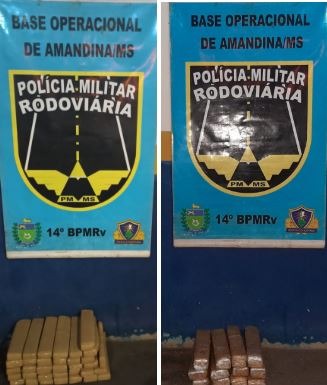 BASE OPERACIONAL
DE AMANDINA/MS
POLÍCIA MILITAR
RODOVIÁRIA
PM MS
14º BPMRv
BASE OPERACIONAL
DE AMANDINA/MS
POLÍCIA MILITAR
RODOVIÁRIA
PM MS
14º BPMRv